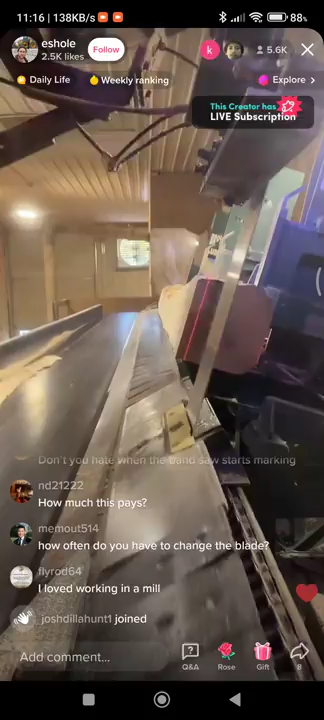 11:16 | 138KB/s
88%
eshole
2.5K likes
Follow
k
5.6K
Daily Life
Weekly ranking
Explore >
This Creator has
LIVE Subscription
Don't you hate when the band saw starts marking
nd21222
How much this pays?
memout514
how often do you have to change the blade?
flyrod64
I loved working in a mill
joshdillahunt1 joined
Add comment...
Q&A
Rose
Gift
8